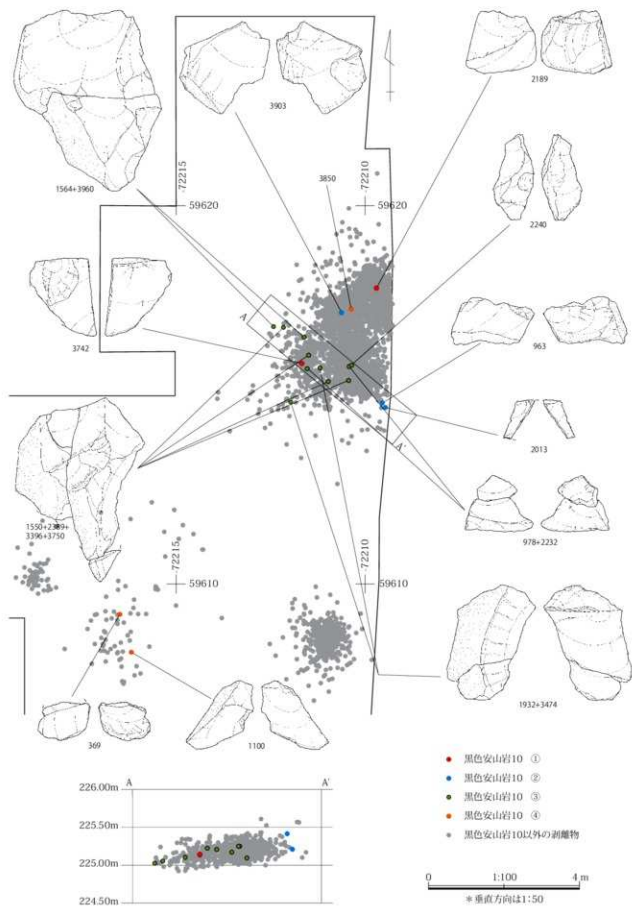 3903
2189
1564+3960
-72215
3850
-72210
59620
59620
2240
3742
A
963
A'
2013
1550+2389+
3396+3750
978+2232
-72215
59610
-72210
59610
1932+3474
369
1100
黒色安山岩10 ①
黒色安山岩10 ②
黒色安山岩10 ③
黒色安山岩10 ④
黒色安山岩10以外の剥離物
A
A'
226.00m
225.50m
225.00m
224.50m
0
1:100
4 m
＊垂直方向は1:50